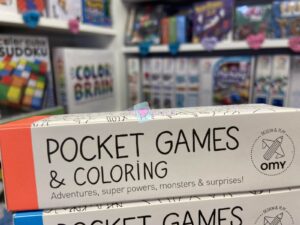 SUDOKU
COLOR
BRAIN
POCKET GAMES
& COLORING
Adventures, super powers, monsters & surprises!
omy
POCKET GAMES